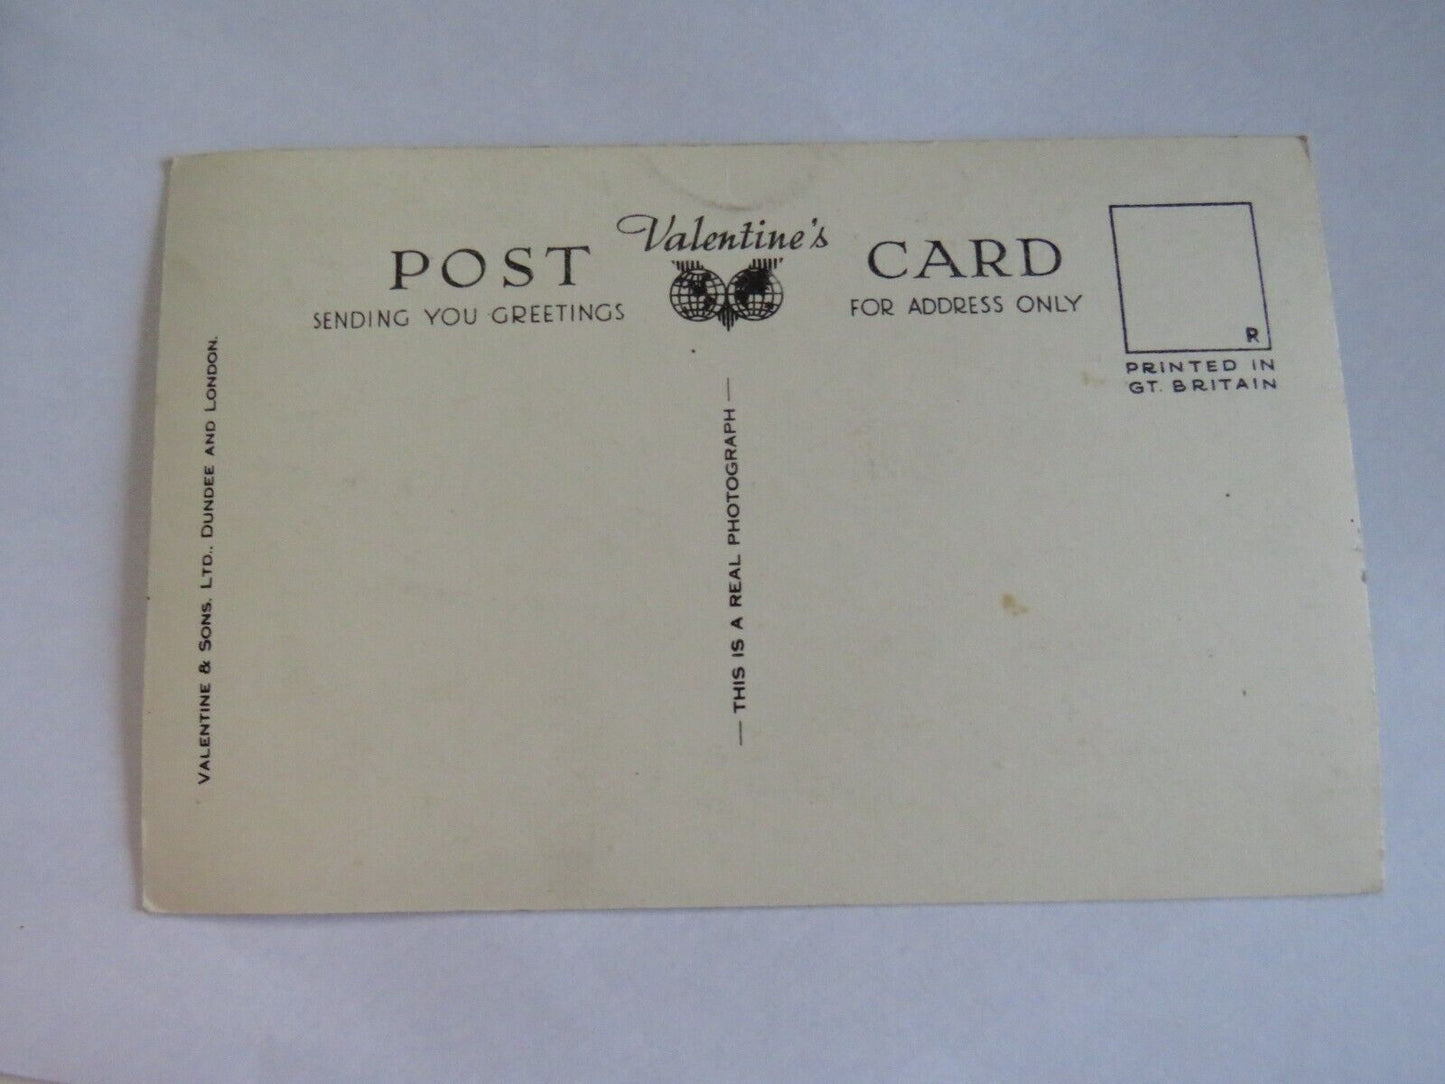 POST Valentine's CARD
SENDING YOU GREETINGS
FOR ADDRESS ONLY
R
PRINTED IN
GT. BRITAIN
VALENTINE & SONS, LTD., DUNDEE AND LONDON.
— THIS IS A REAL PHOTOGRAPH —